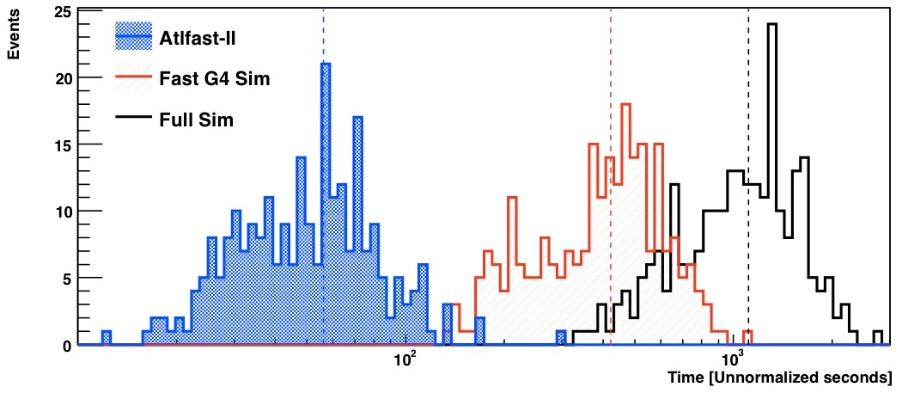 Events
25
20
15
10
5
0
Atlfast-II
Fast G4 Sim
Full Sim
10²
10³
Time [Unnormalized seconds]